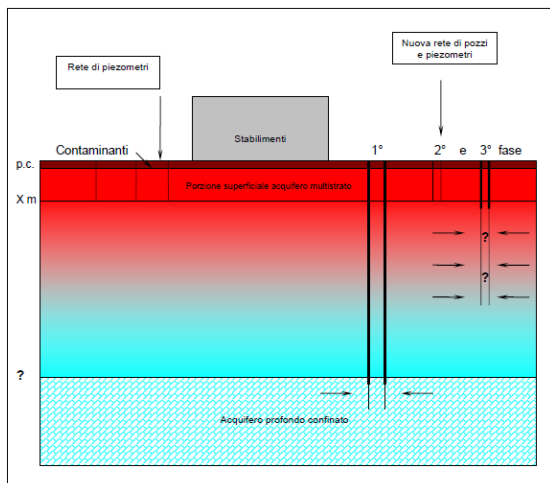 Nuova rete di pozzi
e piezometri
Rete di piezometri
Stabilimenti
Contaminanti
1° 2° e 3° fase
p.c.
Porzione superficiale acquifero multistrato
X m
?
?
?
Acquifero profondo confinato